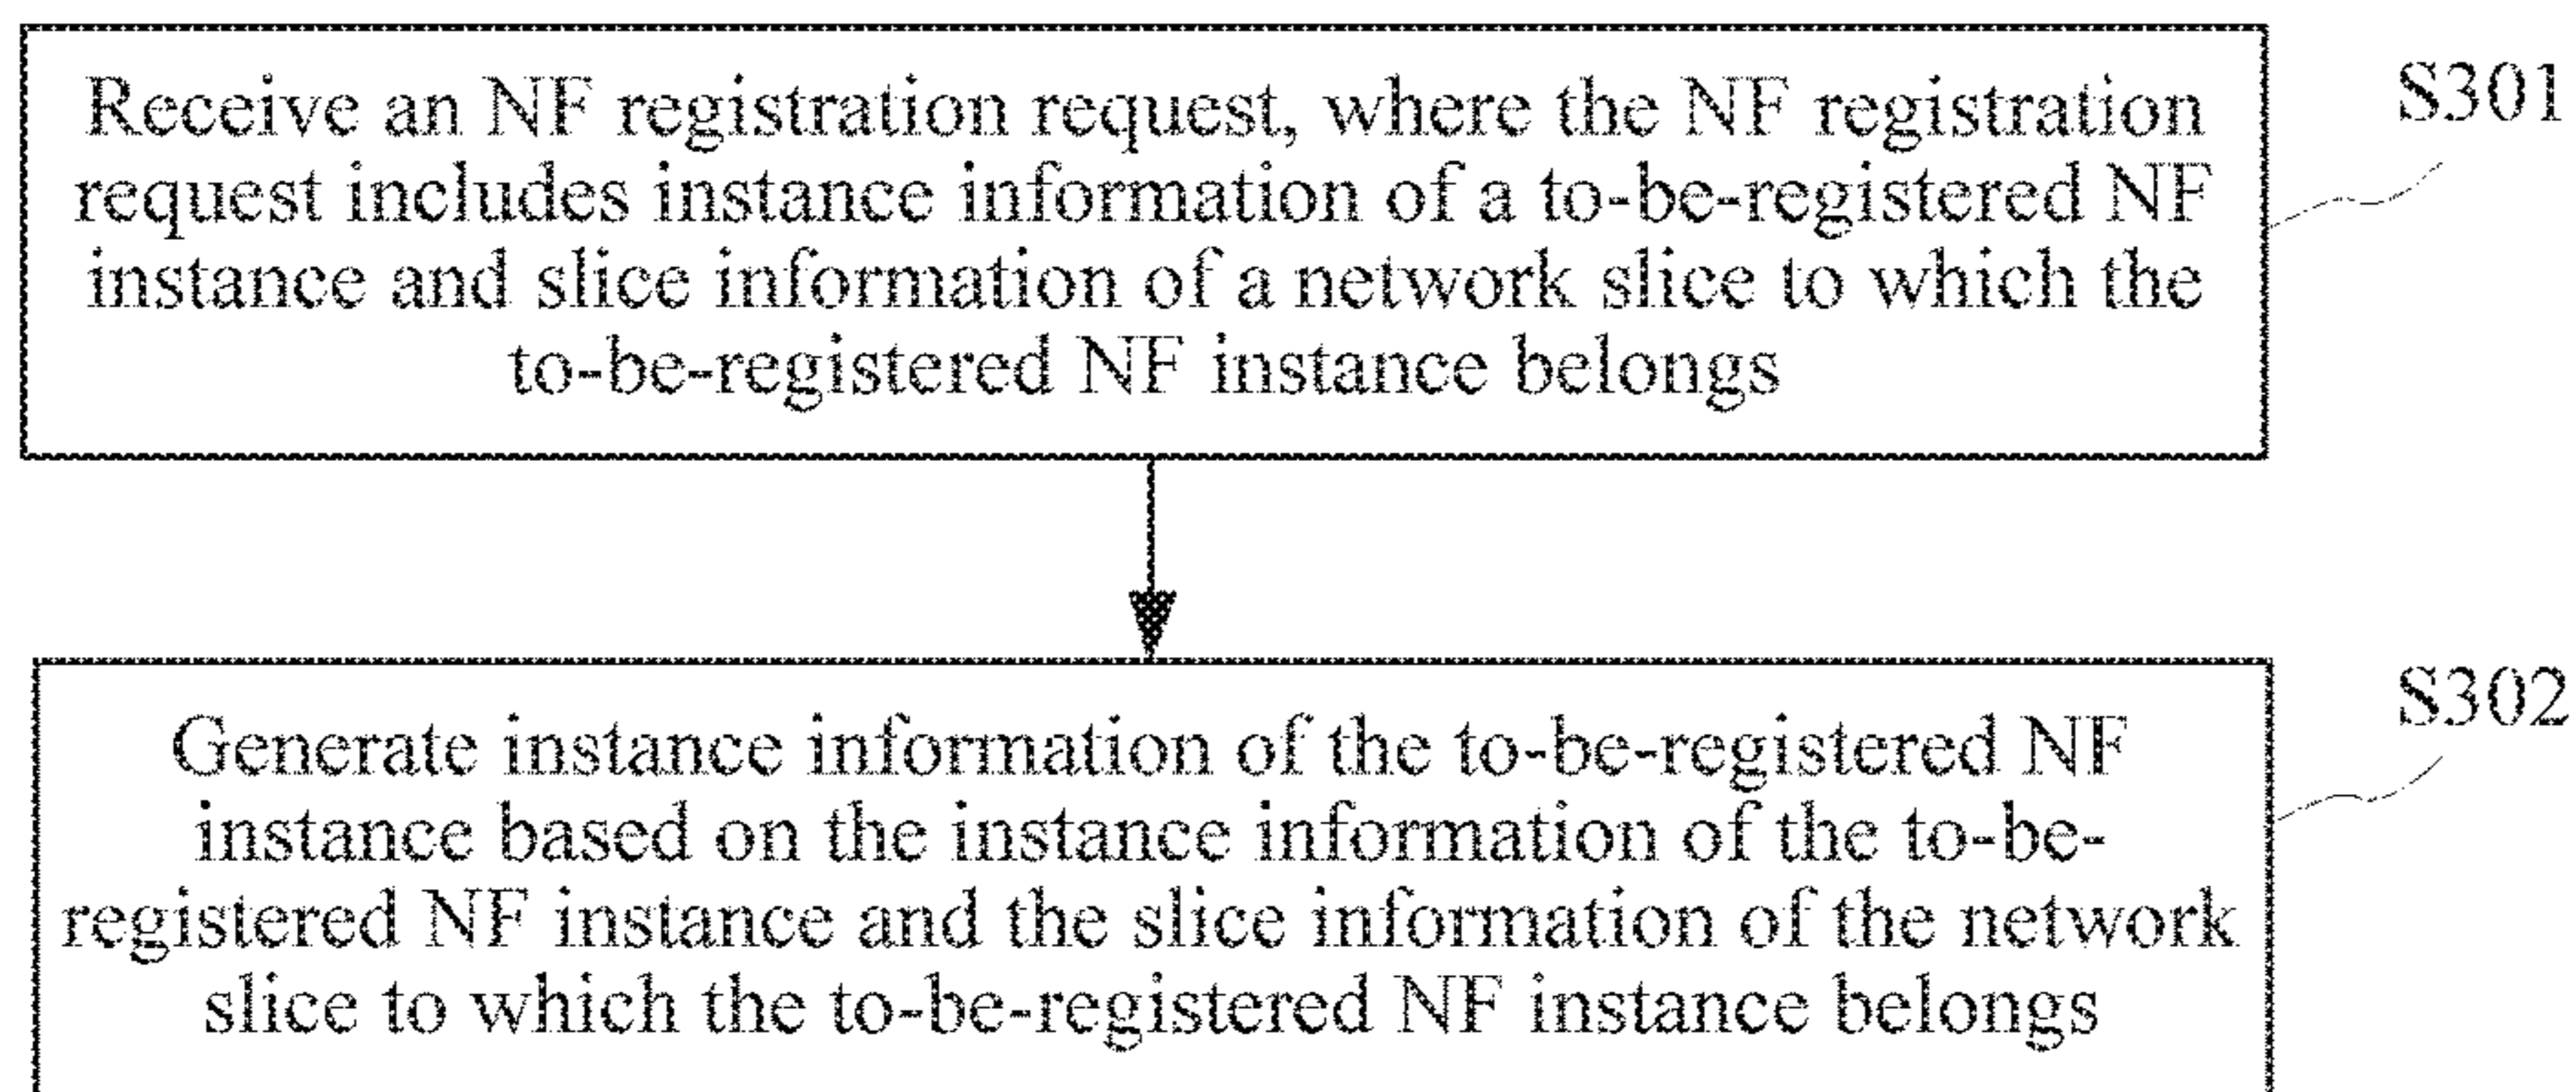 Receive an NF registration request, where the NF registration
request includes instance information of a to-be-registered NF
instance and slice information of a network slice to which the
to-be-registered NF instance belongs
S301
Generate instance information of the to-be-registered NF
instance based on the instance information of the to-be-
registered NF instance and the slice information of the network
slice to which the to-be-registered NF instance belongs
S302